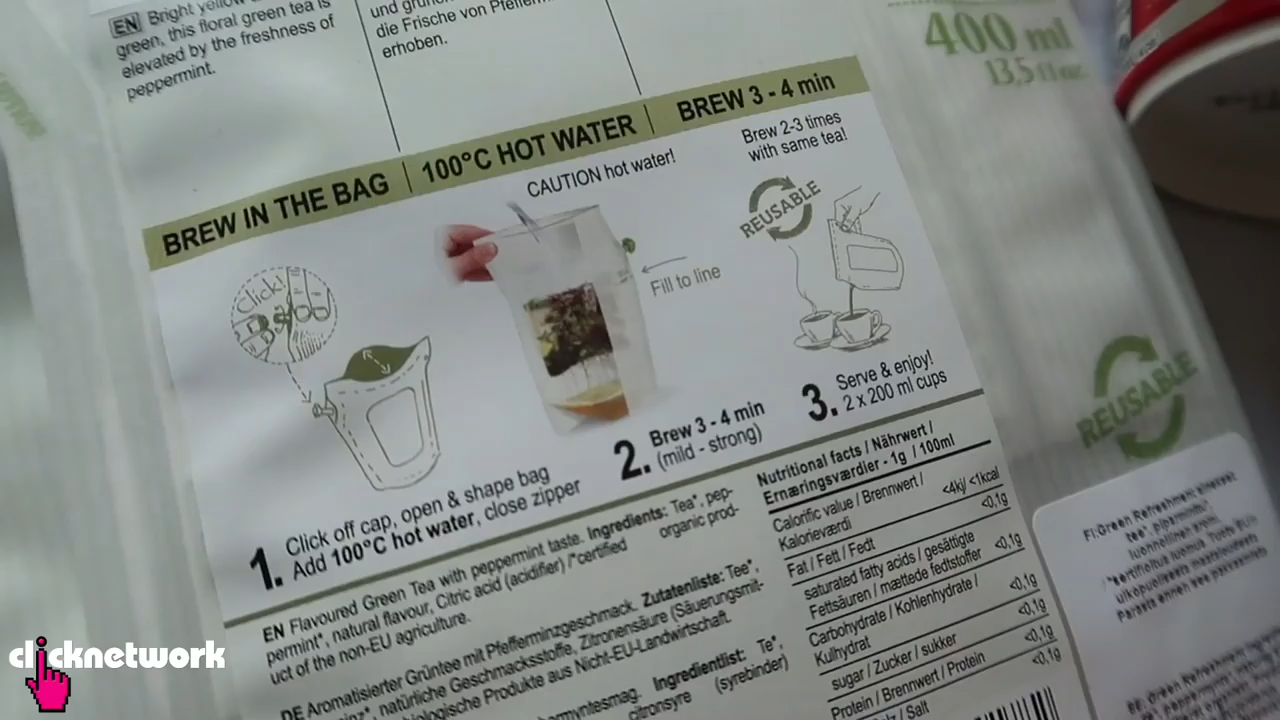 EN Bright yellow
green, this floral green tea is
elevated by the freshness of
peppermint.
und grün
die Frische von Pfefferm
erhoben.
400 ml
13,5 fl oz
BREW IN THE BAG | 100°C HOT WATER | BREW 3 - 4 min
CAUTION hot water!
Brew 2-3 times
with same tea!
REUSABLE
Click!
Fill to line
1. Click off cap, open & shape bag
Add 100°C hot water, close zipper
2. Brew 3 - 4 min
(mild - strong)
3. Serve & enjoy!
2 x 200 ml cups
REUSABLE
EN Flavoured Green Tea with peppermint taste. Ingredients: Tea*, pep-
permint*, natural flavour, Citric acid (acidifier) /*certified organic prod-
uct of the non-EU agriculture.
DE Aromatisierter Grüntee mit Pfefferminzgeschmack. Zutatenliste: Tee*,
natürliche Geschmacksstoffe, Zitronensäure (Säuerungsmit-
biologische Produkte aus Nicht-EU-Landwirtschaft.
Ingredientlist: Te*,
citronsyre (syrebinder)
Nutritional facts / Nährwert /
Ernæringsværdier - 1g / 100ml
Calorific value / Brennwert / <4kj/ <1kcal
Kalorieværdi
Fat / Fett / Fedt <0,1g
saturated fatty acids / gesättigte
Fettsäuren / mættede fedtstoffer <0,1g
Carbohydrate / Kohlenhydrate /
Kulhydrat <0,1g
sugar / Zucker / sukker <0,1g
Protein / Brennwert / Protein <0,1g
/ Salt <0,1g
FI: Green Refreshment
clicknetwork